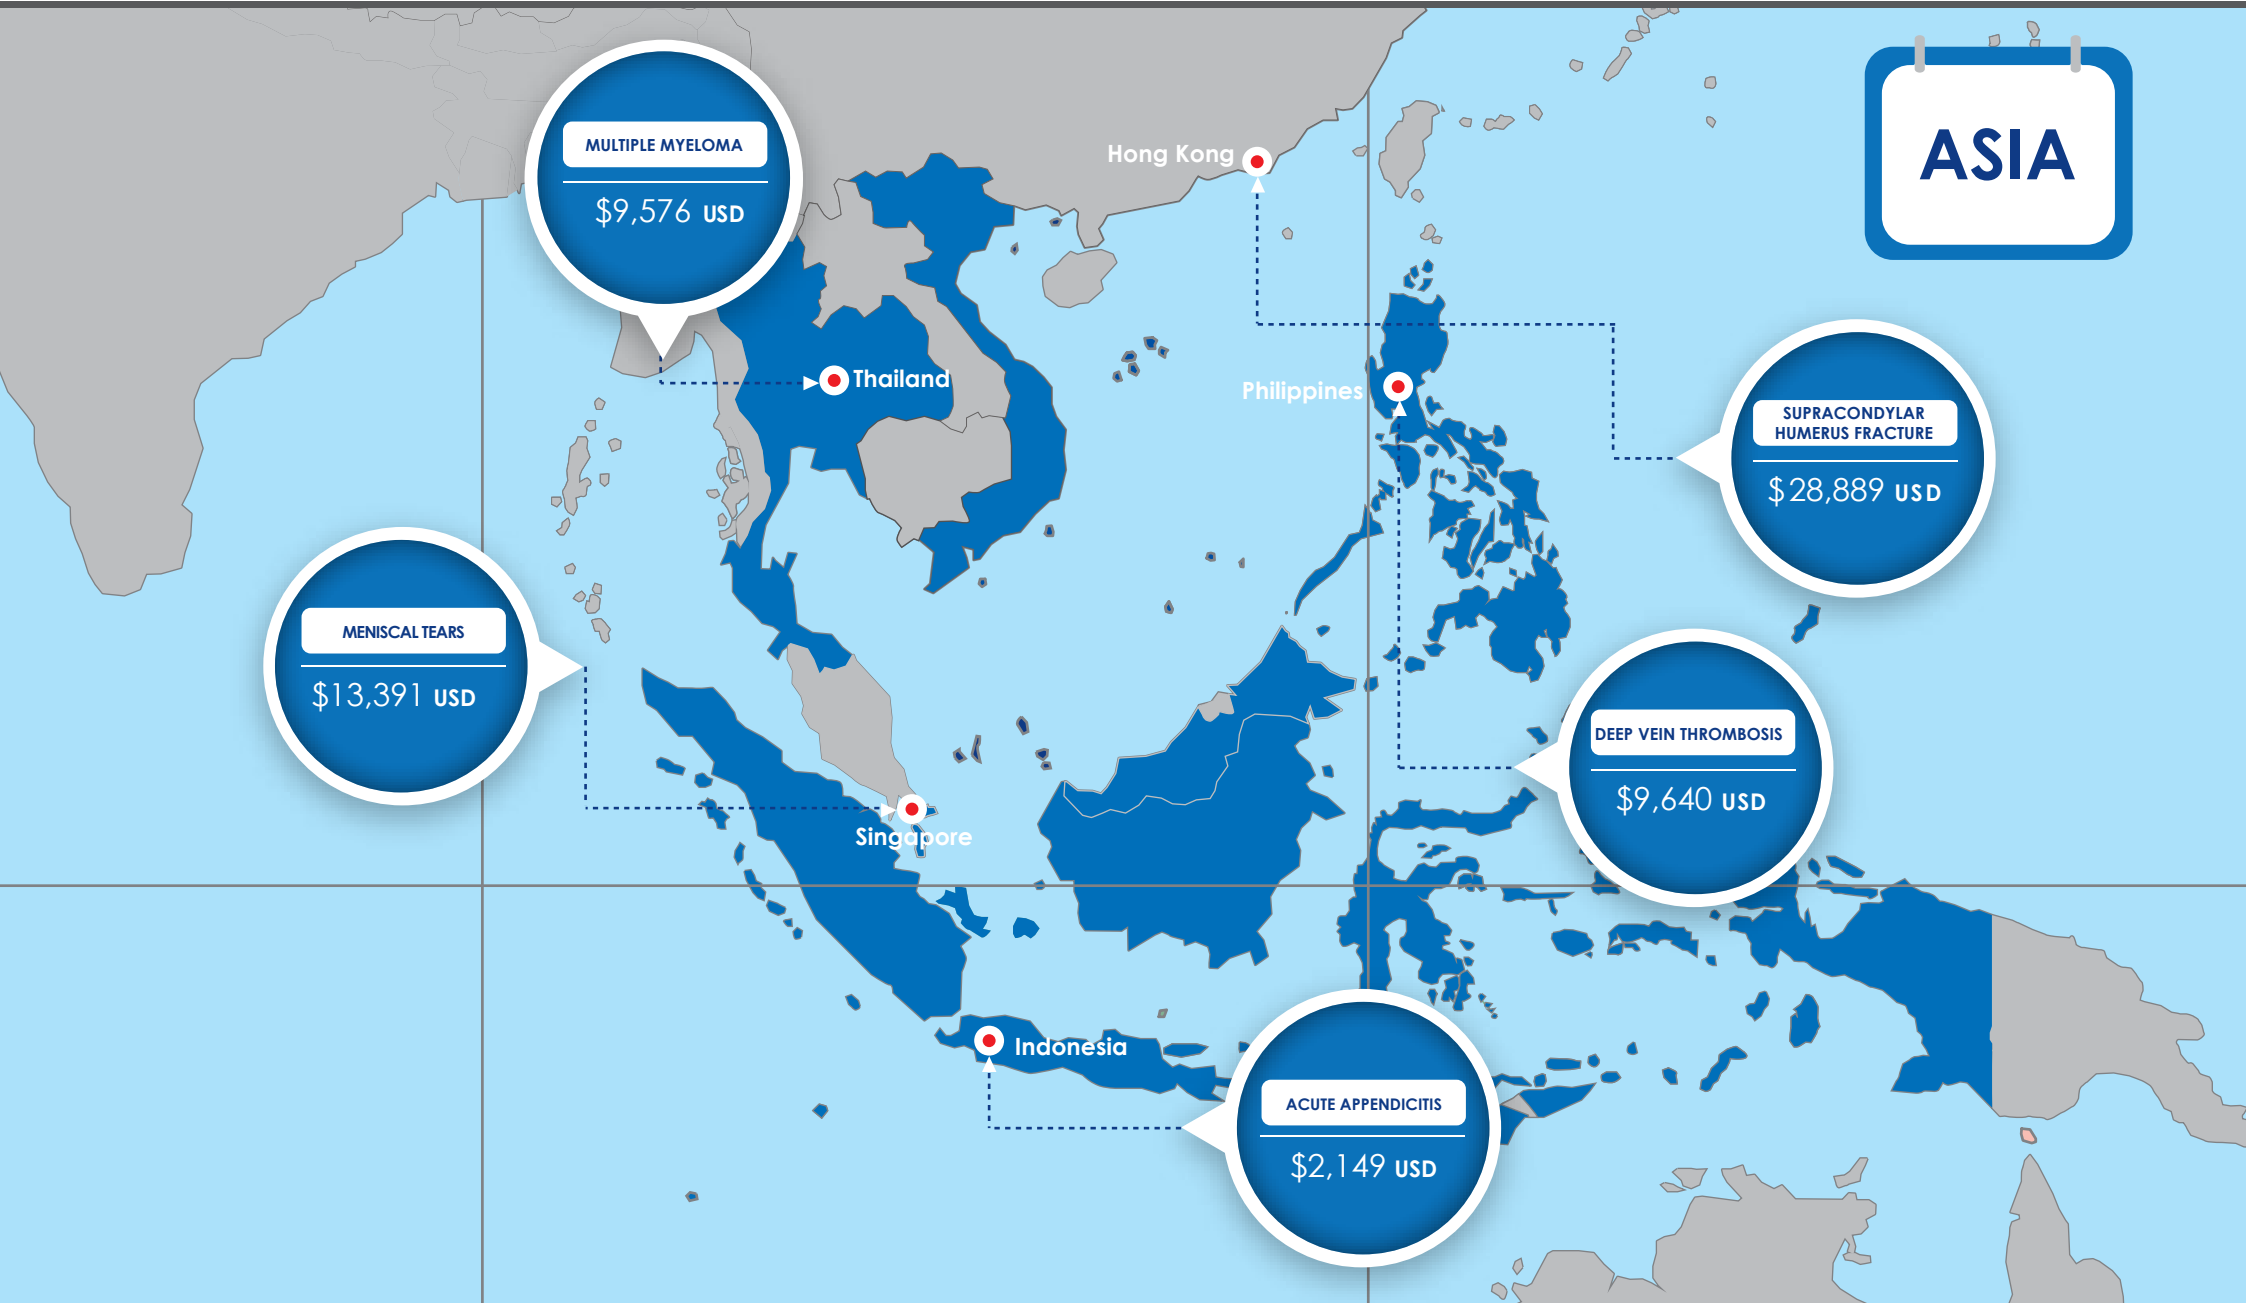 ASIA
MULTIPLE MYELOMA
$9,576 USD
Hong Kong
Thailand
Philippines
SUPRACONDYLAR
HUMERUS FRACTURE
$28,889 USD
MENISCAL TEARS
$13,391 USD
DEEP VEIN THROMBOSIS
$9,640 USD
Singapore
Indonesia
ACUTE APPENDICITIS
$2,149 USD